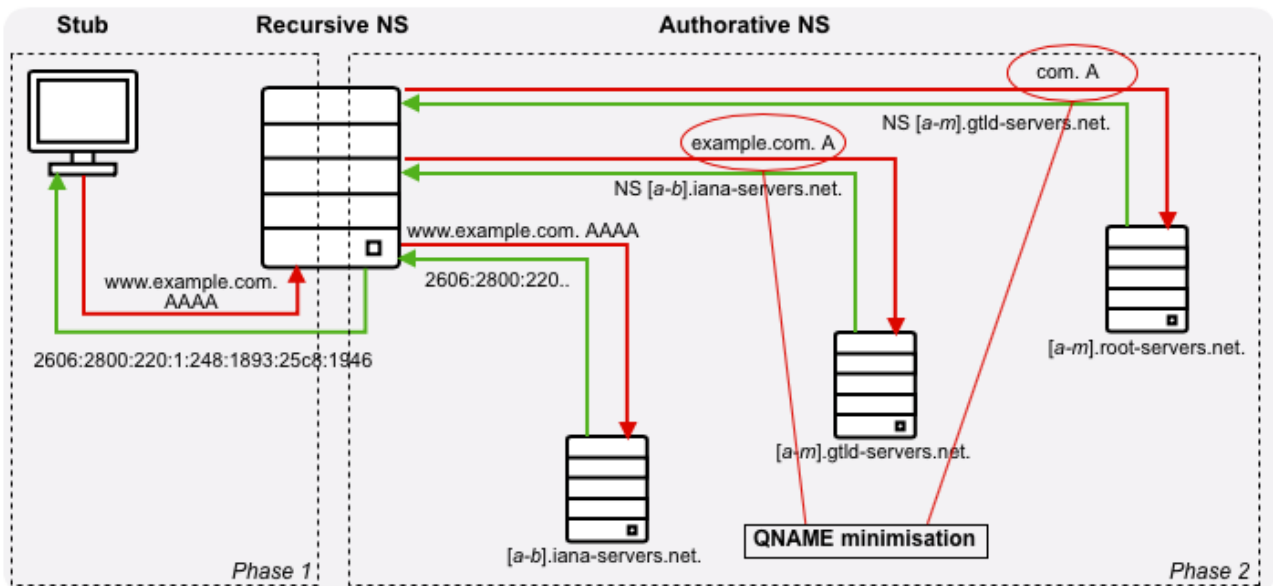 Stub
Recursive NS
Authorative NS
com. A
NS [a-m].gtld-servers.net.
example.com. A
NS [a-b].iana-servers.net.
www.example.com. AAAA
2606:2800:220..
www.example.com.
AAAA
2606:2800:220:1:248:1893:25c8:1946
[a-m].root-servers.net.
[a-m].gtld-servers.net.
[a-b].iana-servers.net.
QNAME minimisation
Phase 1
Phase 2